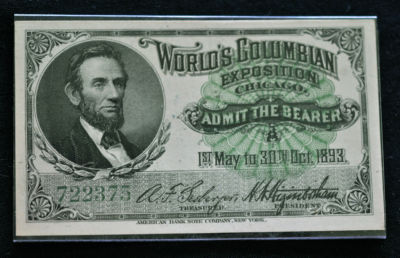 WORLD'S COLUMBIAN
EXPOSITION
CHICAGO.
ADMIT THE BEARER
1ST May to 30TH Oct. 1893.
722375
TREASURER.
PRESIDENT
AMERICAN BANK NOTE COMPANY, NEW YORK.